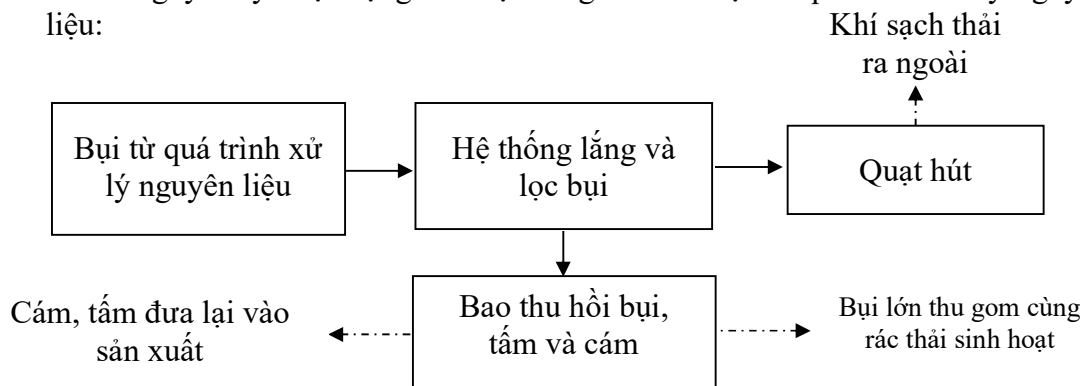 liệu:
Khí sạch thải
ra ngoài
Bụi từ quá trình xử
lý nguyên liệu
Hệ thống lắng và
lọc bụi
Quạt hút
Cám, tấm đưa lại vào
sản xuất
Bao thu hồi bụi,
tấm và cám
Bụi lớn thu gom cùng
rác thải sinh hoạt